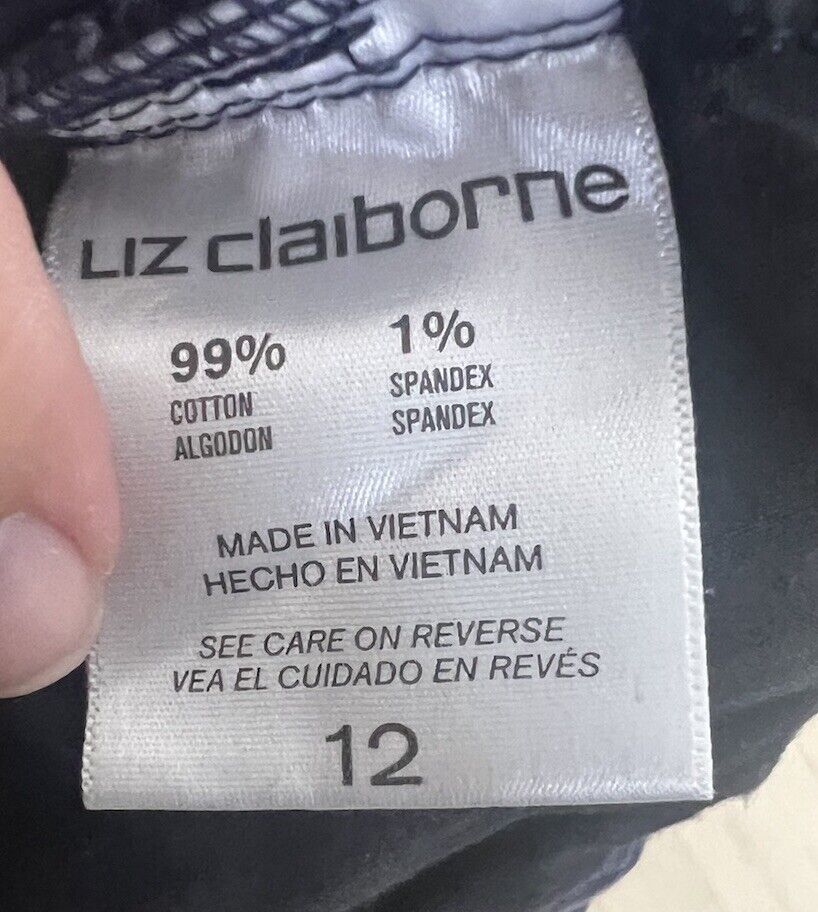 LIZ claiborne
99% 1%
COTTON SPANDEX
ALGODON SPANDEX
MADE IN VIETNAM
HECHO EN VIETNAM
SEE CARE ON REVERSE
VEA EL CUIDADO EN REVÉS
12